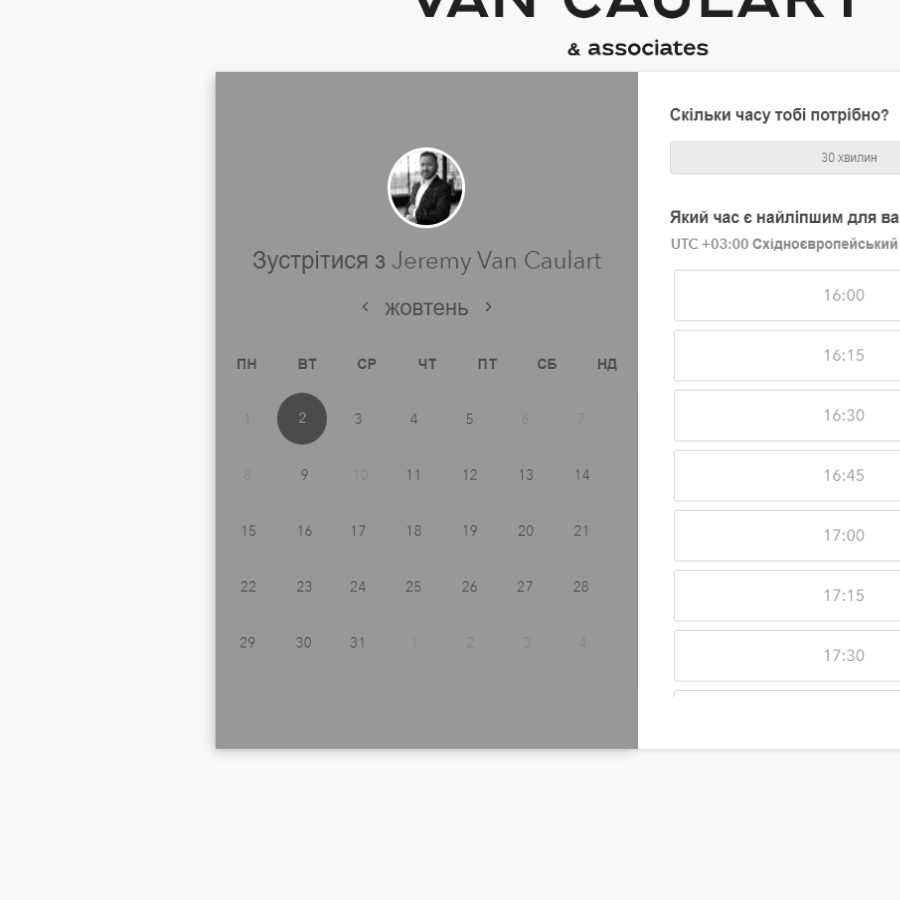 VAN CAULART
& associates
Зустрітися з Jeremy Van Caulart
жовтень
ПН ВТ СР ЧТ ПТ СБ НД
1 2 3 4 5 6 7
8 9 10 11 12 13 14
15 16 17 18 19 20 21
22 23 24 25 26 27 28
29 30 31 1 2 3 4
Скільки часу тобі потрібно?
30 хвилин
Який час є найліпшим для ва
UTC +03:00 Східноєвропейський
16:00
16:15
16:30
16:45
17:00
17:15
17:30